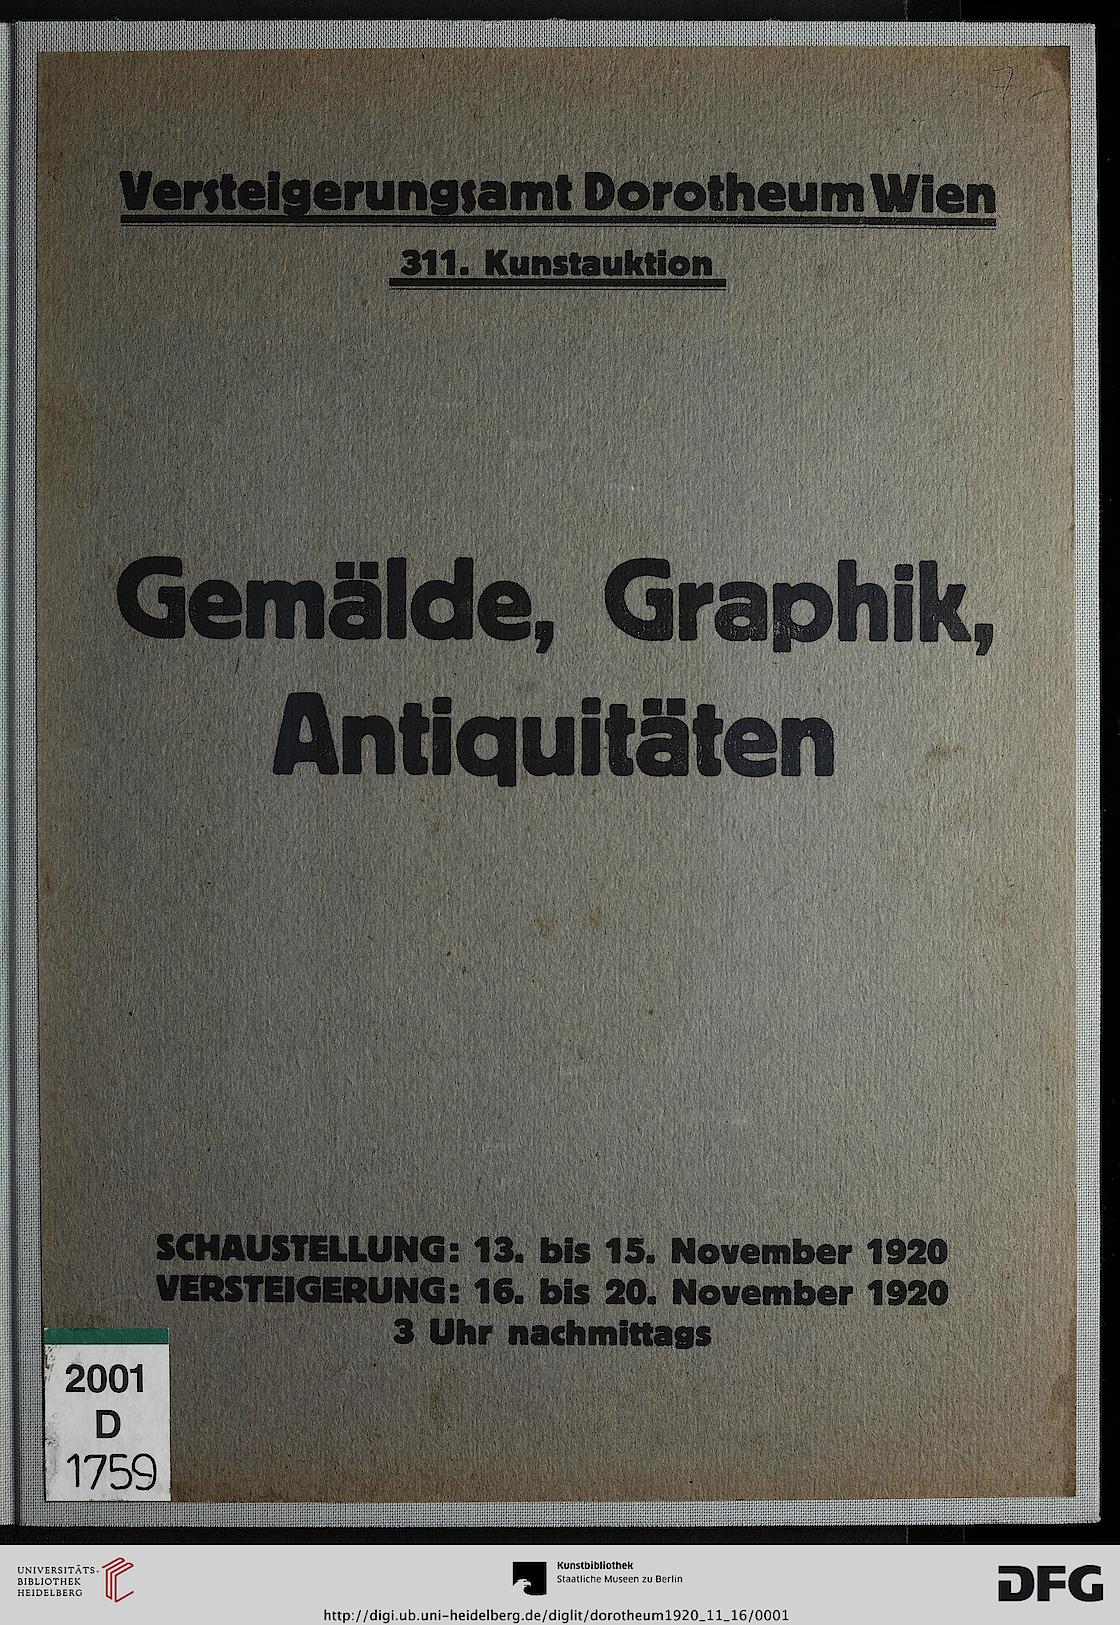 Versteigerungsamt Dorotheum Wien
311. Kunstauktion
Gemälde, Graphik,
Antiquitäten
SCHAUSTELLUNG: 13. bis 15. November 1920
VERSTEIGERUNG: 16. bis 20. November 1920
3 Uhr nachmittags
2001
D
1759
UNIVERSITÄTS-
BIBLIOTHEK
HEIDELBERG
Kunstbibliothek
Staatliche Museen zu Berlin
DFG
http://digi.ub.uni-heidelberg.de/diglit/dorotheum1920_11_16/0001